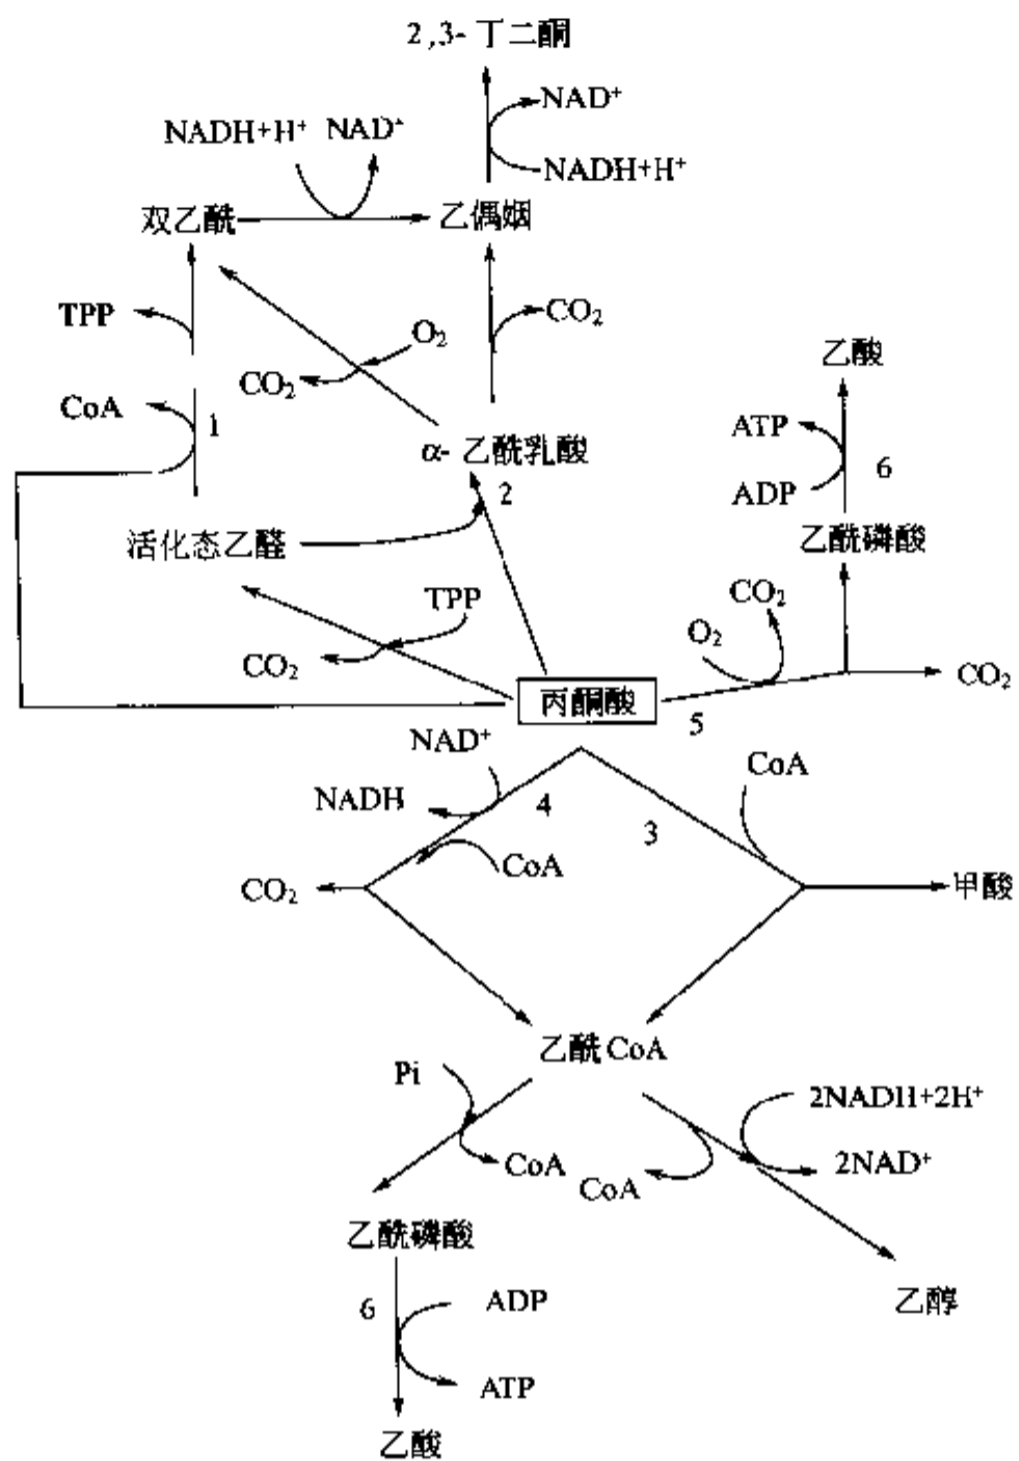 2,3-丁二酮
NAD⁺
NADH+H⁺ NAD⁺
NADH+H⁺
双乙酰
乙偶姻
TPP
CO₂
O₂
乙酸
CO₂
CoA
1
ATP
α-乙酰乳酸
6
2
ADP
活化态乙醛
乙酰磷酸
TPP
CO₂
O₂
CO₂
CO₂
丙酮酸
5
NAD⁺
CoA
NADH
4
3
CoA
CO₂
甲酸
乙酰CoA
Pi
2NADH+2H⁺
CoA
2NAD⁺
CoA
乙酰磷酸
乙醇
6
ADP
ATP
乙酸